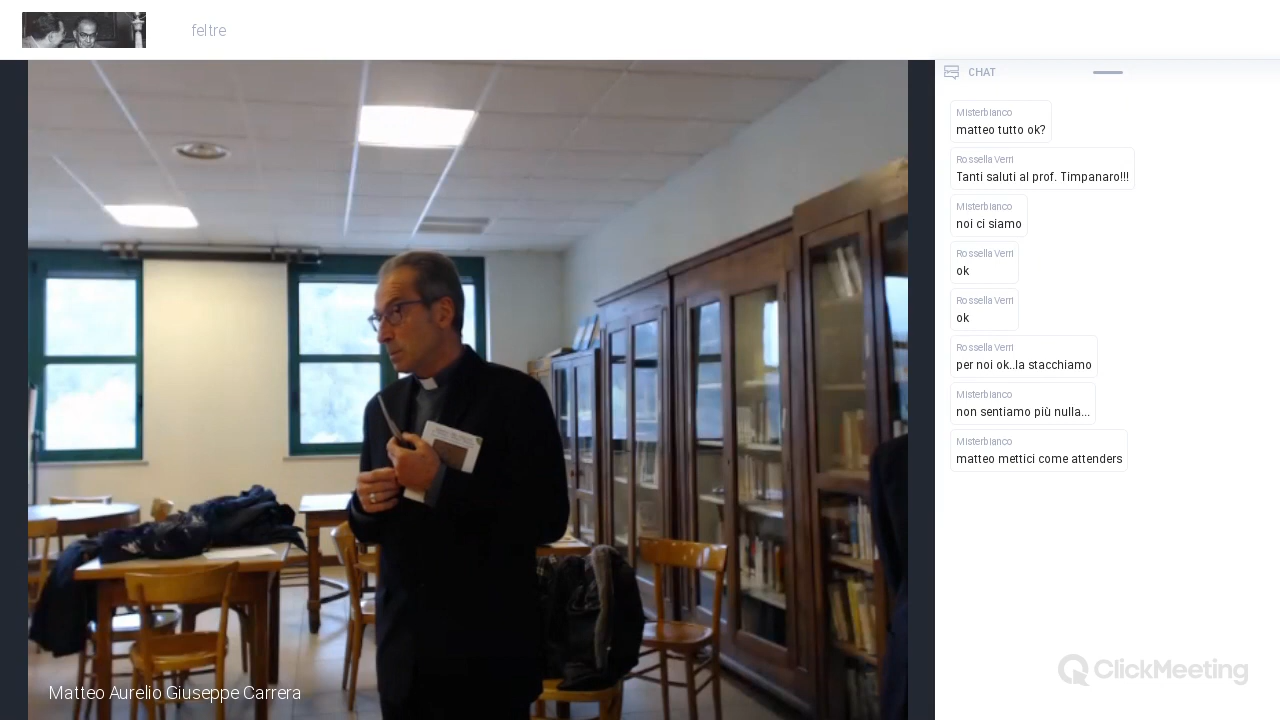 feltre
CHAT
Misterbianco
matteo tutto ok?
Rossella Verri
Tanti saluti al prof. Timpanaro!!!
Misterbianco
noi ci siamo
Rossella Verri
ok
Rossella Verri
ok
Rossella Verri
per noi ok..la stacchiamo
Misterbianco
non sentiamo più nulla...
Misterbianco
matteo mettici come attenders
Matteo Aurelio Giuseppe Carrera
ClickMeeting